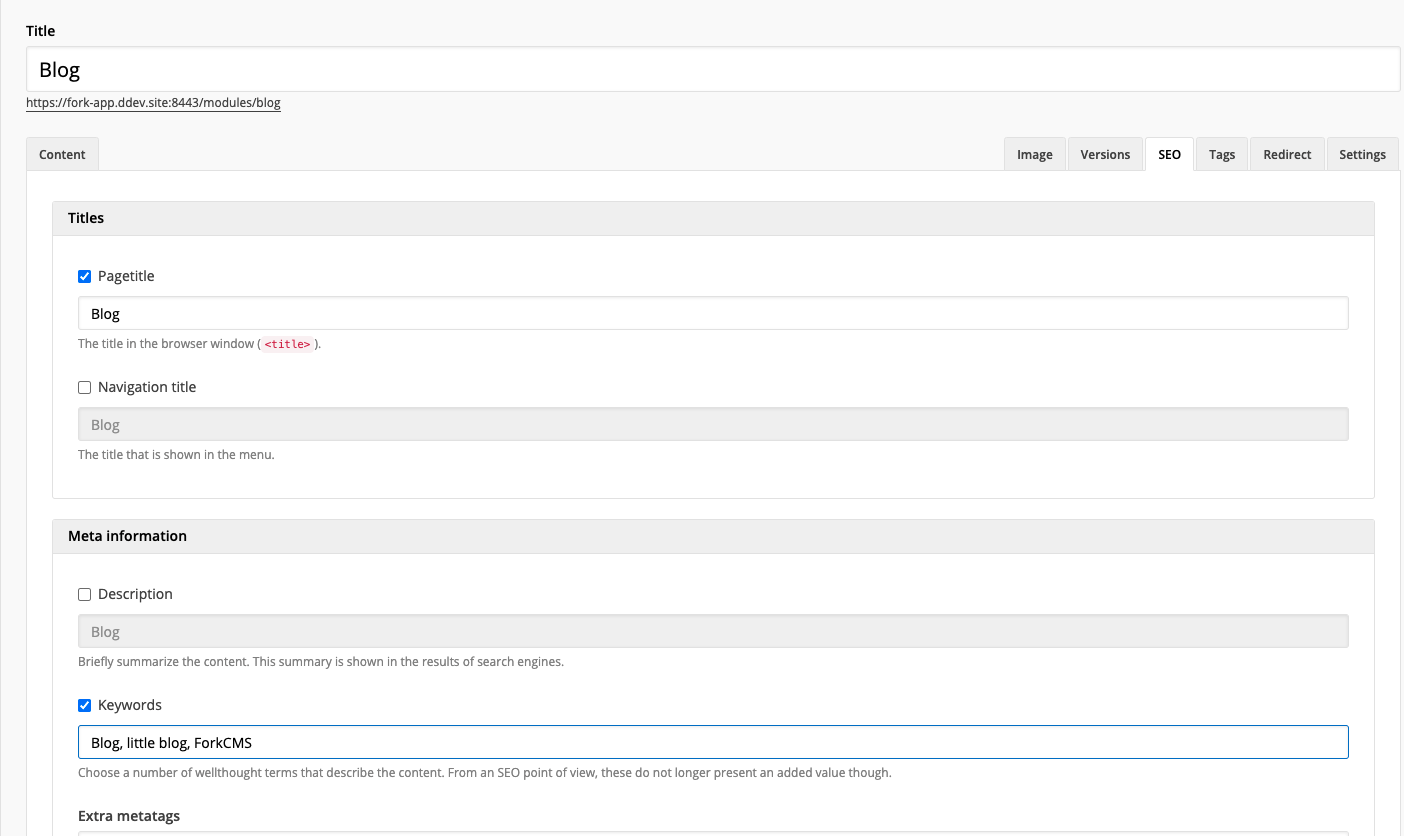 Title
Blog
https://fork-app.ddev.site:8443/modules/blog
Content Image Versions SEO Tags Redirect Settings
Titles
Pagetitle
Blog
The title in the browser window (<title>).
Navigation title
Blog
The title that is shown in the menu.
Meta information
Description
Blog
Briefly summarize the content. This summary is shown in the results of search engines.
Keywords
Blog, little blog, ForkCMS
Choose a number of wellthought terms that describe the content. From an SEO point of view, these do not longer present an added value though.
Extra metatags